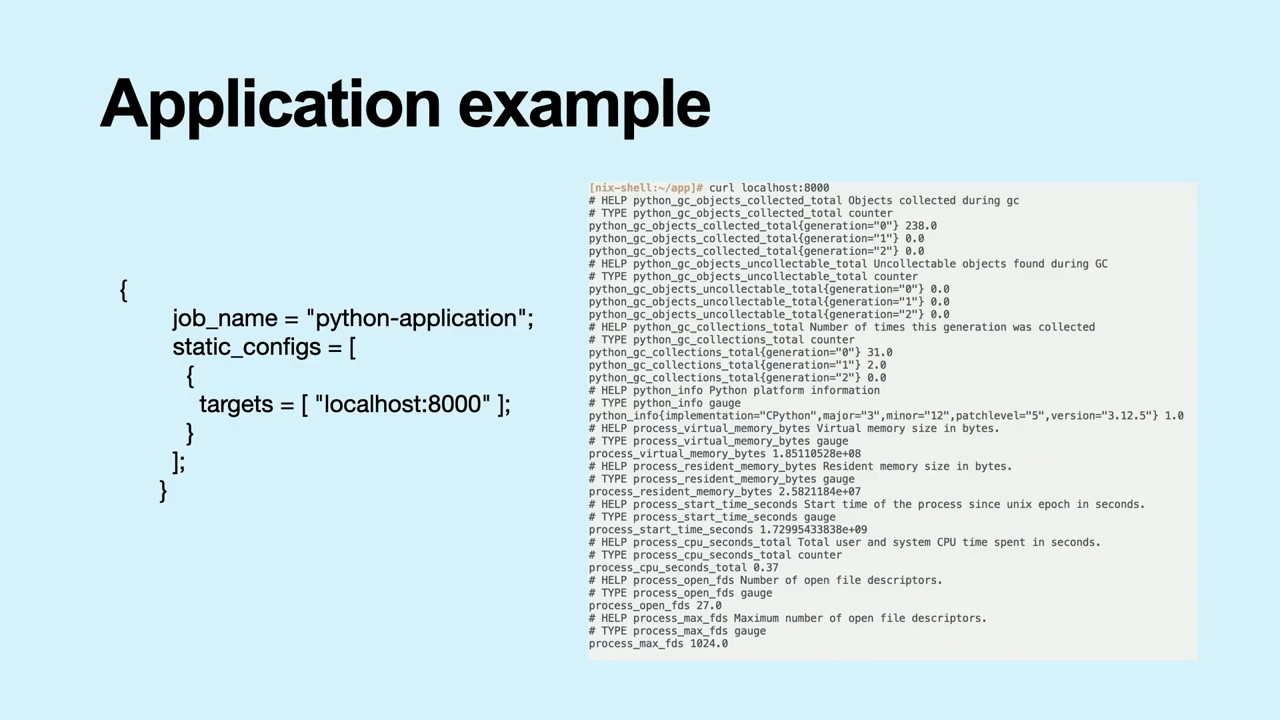 Application example
{
job_name = "python-application";
static_configs = [
{
targets = [ "localhost:8000" ];
}
];
}
[nix-shell:~/app]# curl localhost:8000
# HELP python_gc_objects_collected_total Objects collected during gc
# TYPE python_gc_objects_collected_total counter
python_gc_objects_collected_total{generation="0"} 238.0
python_gc_objects_collected_total{generation="1"} 0.0
python_gc_objects_collected_total{generation="2"} 0.0
# HELP python_gc_objects_uncollectable_total Uncollectable objects found during GC
# TYPE python_gc_objects_uncollectable_total counter
python_gc_objects_uncollectable_total{generation="0"} 0.0
python_gc_objects_uncollectable_total{generation="1"} 0.0
python_gc_objects_uncollectable_total{generation="2"} 0.0
# HELP python_gc_collections_total Number of times this generation was collected
# TYPE python_gc_collections_total counter
python_gc_collections_total{generation="0"} 31.0
python_gc_collections_total{generation="1"} 2.0
python_gc_collections_total{generation="2"} 0.0
# HELP python_info Python platform information
# TYPE python_info gauge
python_info{implementation="CPython",major="3",minor="12",patchlevel="5",version="3.12.5"} 1.0
# HELP process_virtual_memory_bytes Virtual memory size in bytes.
# TYPE process_virtual_memory_bytes gauge
process_virtual_memory_bytes 1.85110528e+08
# HELP process_resident_memory_bytes Resident memory size in bytes.
# TYPE process_resident_memory_bytes gauge
process_resident_memory_bytes 2.5821184e+07
# HELP process_start_time_seconds Start time of the process since unix epoch in seconds.
# TYPE process_start_time_seconds gauge
process_start_time_seconds 1.72995433838e+09
# HELP process_cpu_seconds_total Total user and system CPU time spent in seconds.
# TYPE process_cpu_seconds_total counter
process_cpu_seconds_total 0.37
# HELP process_open_fds Number of open file descriptors.
# TYPE process_open_fds gauge
process_open_fds 27.0
# HELP process_max_fds Maximum number of open file descriptors.
# TYPE process_max_fds gauge
process_max_fds 1024.0